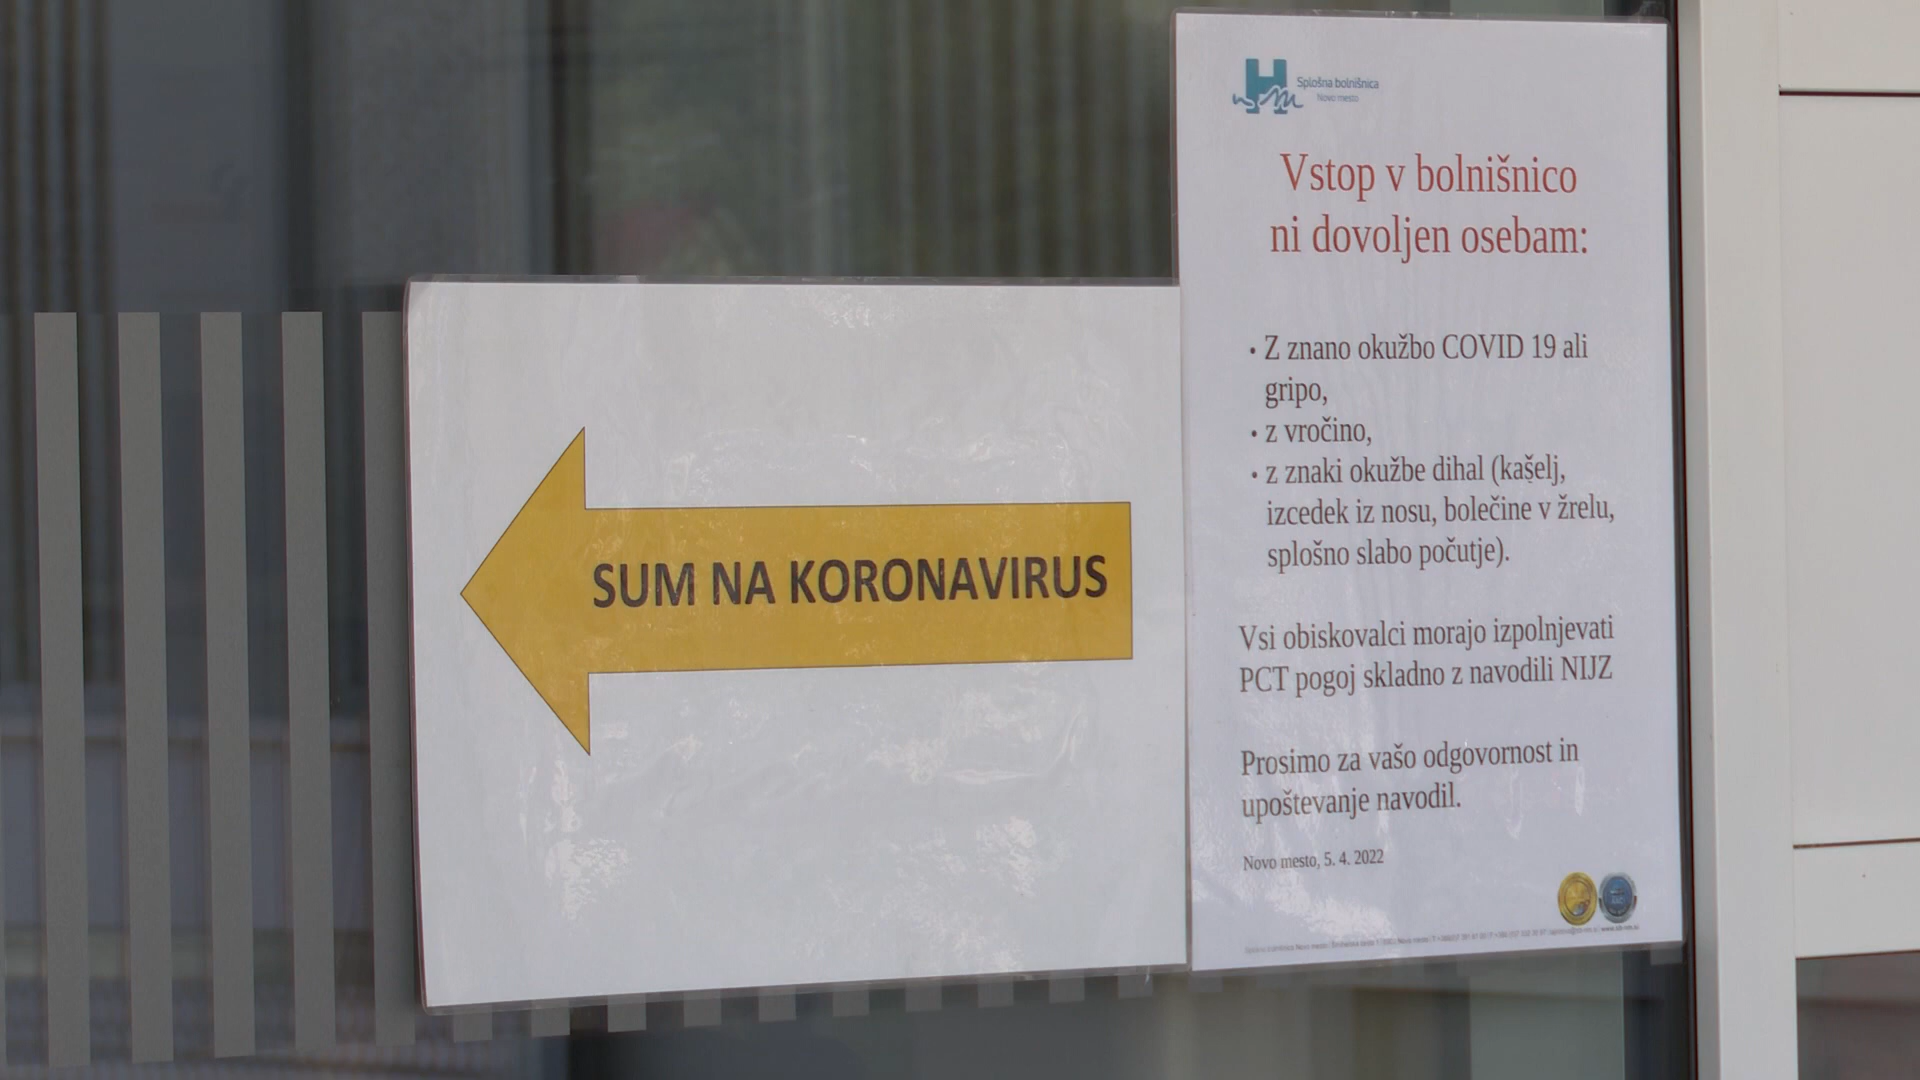 SUM NA KORONAVIRUS
Splošna bolnišnica
Novo mesto
Vstop v bolnišnico
ni dovoljen osebam:
• Z znano okužbo COVID 19 ali
gripo,
• z vročino,
• z znaki okužbe dihal (kašelj,
izcedek iz nosu, bolečine v žrelu,
splošno slabo počutje).
Vsi obiskovalci morajo izpolnjevati
PCT pogoj skladno z navodili NIJZ
Prosimo za vašo odgovornost in
upoštevanje navodil.
Novo mesto, 5. 4. 2022